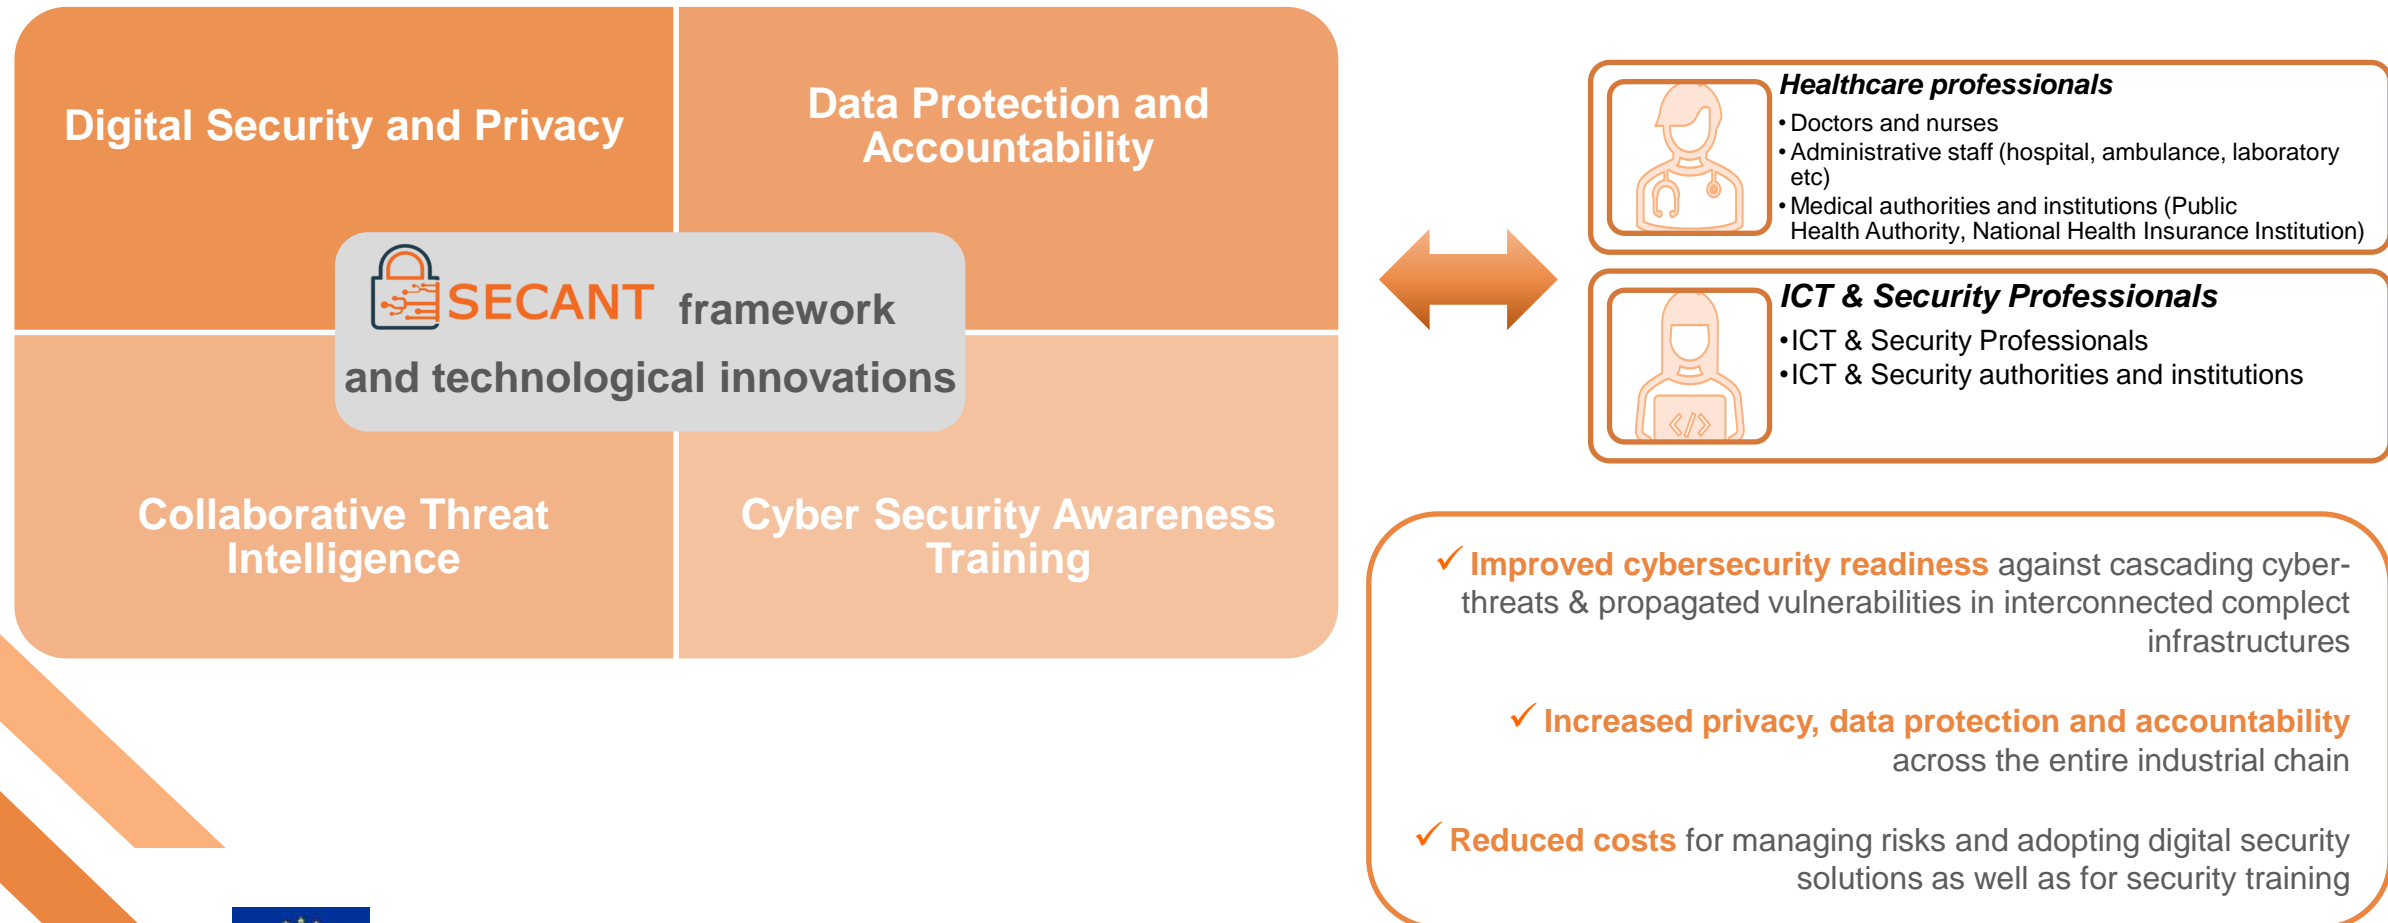 Digital Security and Privacy
Data Protection and
Accountability
SECANT framework
and technological innovations
Collaborative Threat
Intelligence
Cyber Security Awareness
Training
Healthcare professionals
• Doctors and nurses
• Administrative staff (hospital, ambulance, laboratory
etc)
• Medical authorities and institutions (Public
Health Authority, National Health Insurance Institution)
ICT & Security Professionals
•ICT & Security Professionals
•ICT & Security authorities and institutions
</>
✓ Improved cybersecurity readiness against cascading cyber-
threats & propagated vulnerabilities in interconnected complect
infrastructures
✓ Increased privacy, data protection and accountability
across the entire industrial chain
✓ Reduced costs for managing risks and adopting digital security
solutions as well as for security training